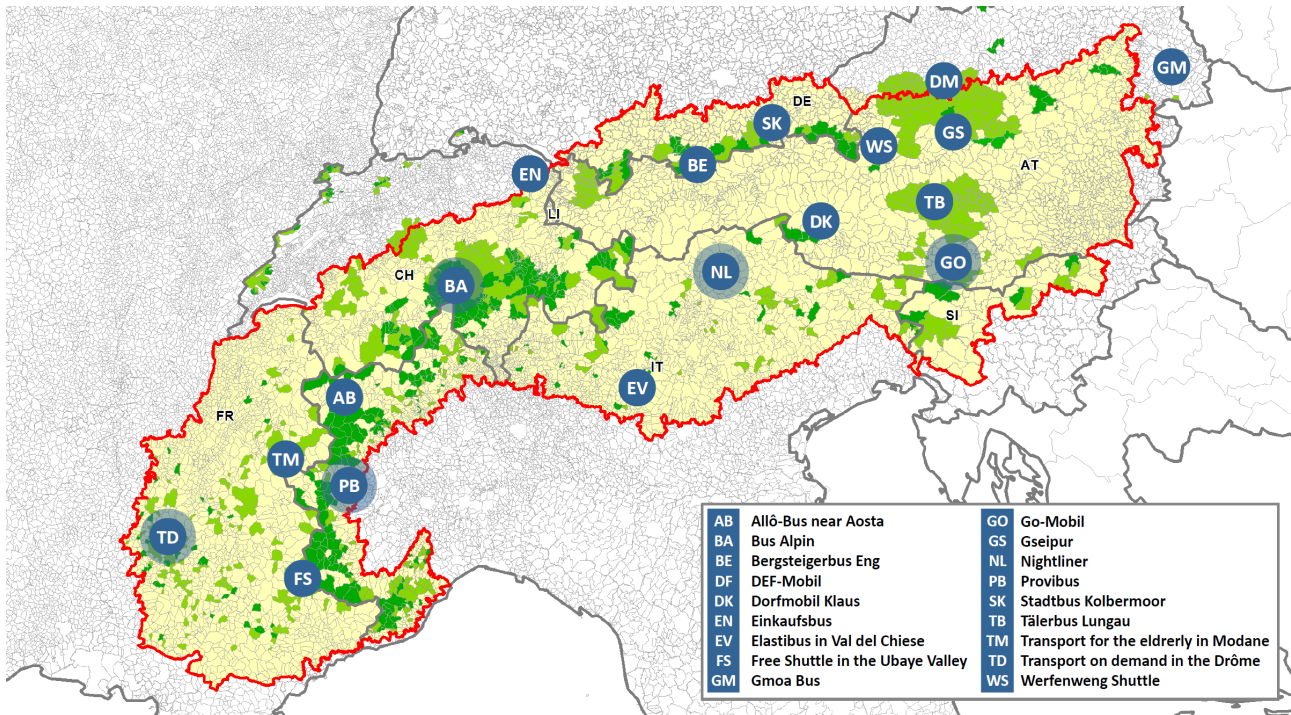 GM
DM
DE
SK
GS
WS
BE
AT
EN
TB
LI
DK
GO
NL
CH
BA
SI
IT
EV
AB
FR
TM
PB
TD
FS
AB Allô-Bus near Aosta
BA Bus Alpin
BE Bergsteigerbus Eng
DF DEF-Mobil
DK Dorfmobil Klaus
EN Einkaufsbus
EV Elastibus in Val del Chiese
FS Free Shuttle in the Ubaye Valley
GM Gmoa Bus
GO Go-Mobil
GS Gseipur
NL Nightliner
PB Provibus
SK Stadtbus Kolbermoor
TB Tälerbus Lungau
TM Transport for the eldrerly in Modane
TD Transport on demand in the Drôme
WS Werfenweng Shuttle